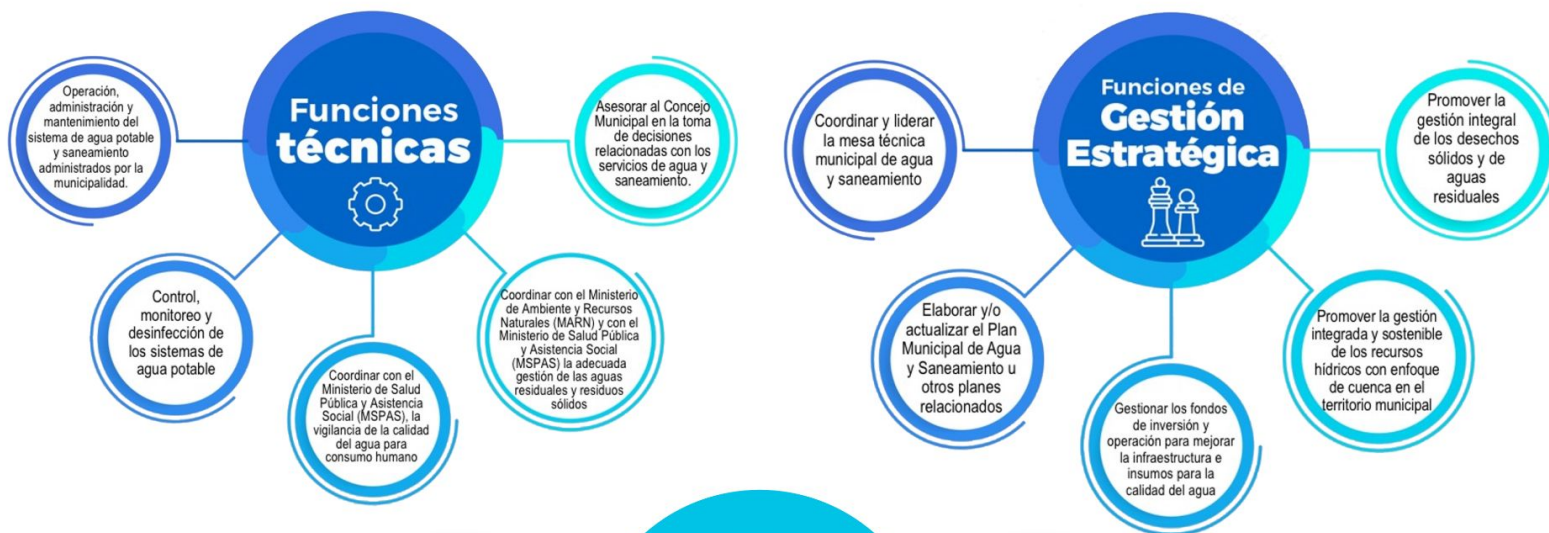 Funciones
técnicas
Operación,
administración y
mantenimiento del
sistema de agua potable
y saneamiento
administrados por la
municipalidad.
Control,
monitoreo y
desinfección de
los sistemas de
agua potable
Coordinar con el
Ministerio de Salud
Pública y Asistencia
Social (MSPAS), la
vigilancia de la calidad
del agua para
consumo humano
Coordinar con el Ministerio
de Ambiente y Recursos
Naturales (MARN) y con el
Ministerio de Salud Pública
y Asistencia Social
(MSPAS) la adecuada
gestión de las aguas
residuales y residuos
sólidos
Asesorar al Concejo
Municipal en la toma
de decisiones
relacionadas con los
servicios de agua y
saneamiento.
Funciones de
Gestión
Estratégica
Coordinar y liderar
la mesa técnica
municipal de agua
y saneamiento
Elaborar y/o
actualizar el Plan
Municipal de Agua
y Saneamiento u
otros planes
relacionados
Gestionar los fondos
de inversión y
operación para mejorar
la infraestructura e
insumos para la
calidad del agua
Promover la gestión
integrada y sostenible
de los recursos
hídricos con enfoque
de cuenca en el
territorio municipal
Promover la
gestión integral
de los desechos
sólidos y de
aguas
residuales